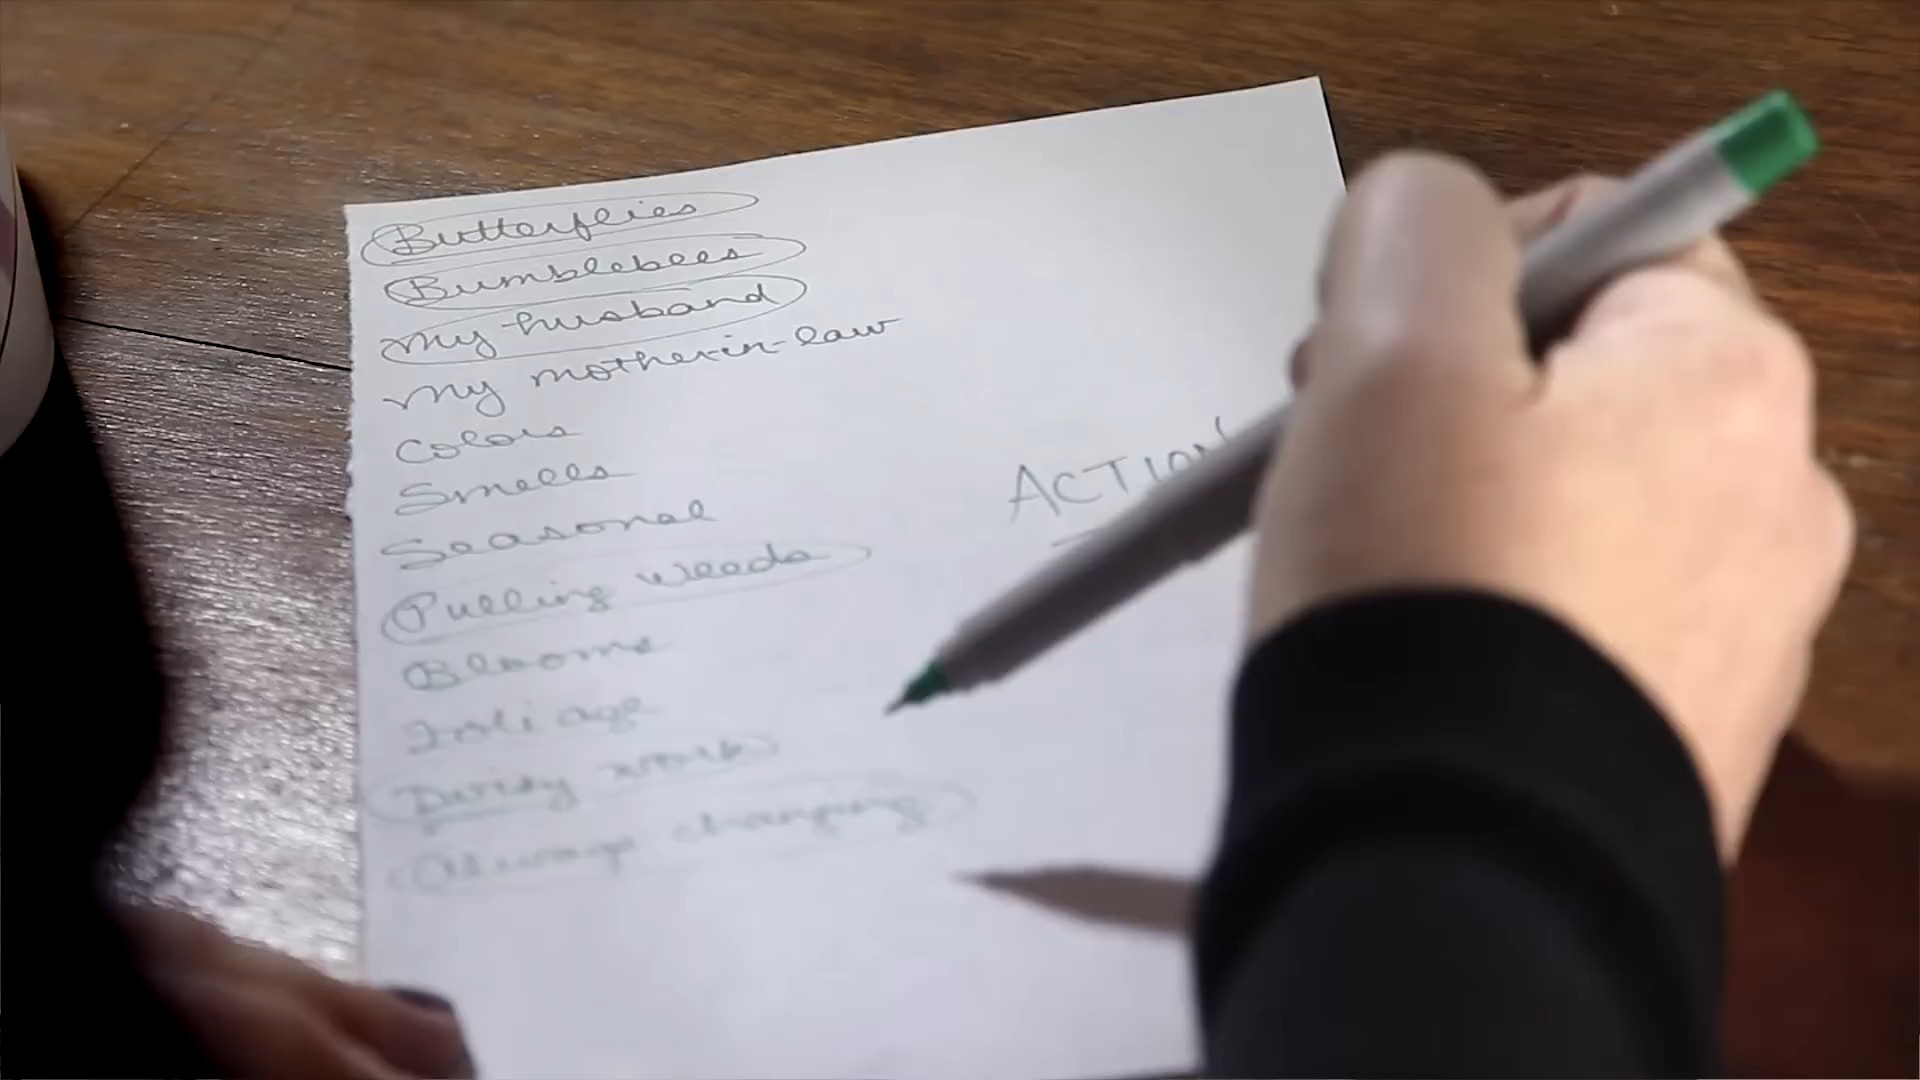 Butterflies
Bumblebees
My husband
My mother-in-law
Colors
Smells
Seasonal
Pulling weeds
Blooms
Foliage
Dirty work
Always changing
ACTION